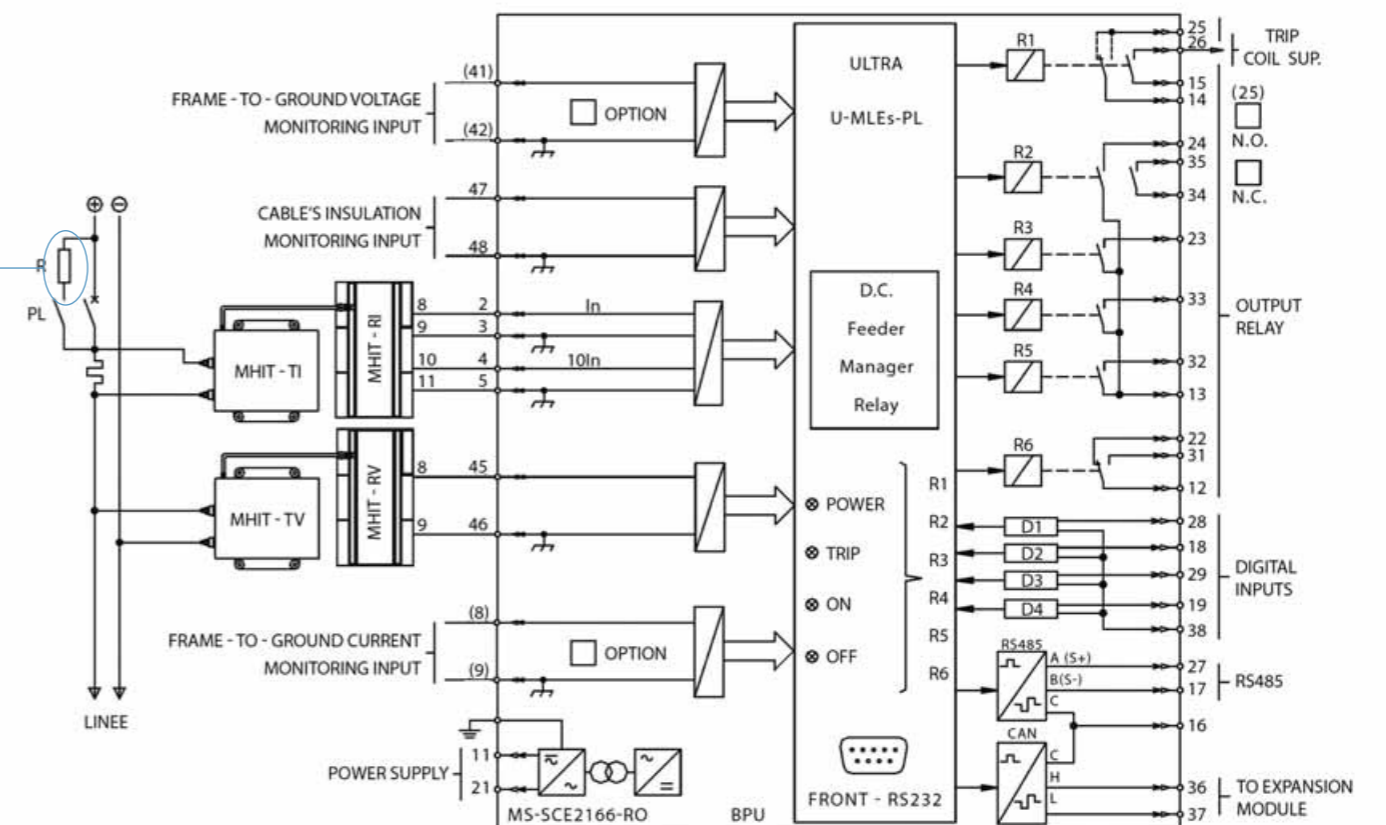 25
26
TRIP
COIL SUP.
R1
ULTRA
15
14
(41)
FRAME - TO - GROUND VOLTAGE
MONITORING INPUT
OPTION
(42)
U-MLEs-PL
(25)
N.O.
24
R2
35
34
N.C.
47
CABLE'S INSULATION
MONITORING INPUT
48
R3
23
+ −
R
PL
D.C.
Feeder
Manager
Relay
R4
33
OUTPUT
RELAY
R5
32
13
MHIT - TI
MHIT - RI
8 2 In
9 3
10 4 10In
11 5
R6
22
31
12
MHIT - TV
MHIT - RV
8 45
9 46
POWER
TRIP
ON
OFF
R1
R2
R3
R4
R5
R6
D1
D2
D3
D4
28
18
29
19
38
DIGITAL
INPUTS
(8)
FRAME - TO - GROUND CURRENT
MONITORING INPUT
OPTION
(9)
RS485
A (S+)
B(S-)
C
27
17
RS485
16
LINEE
CAN
C
H
L
36
37
TO EXPANSION
MODULE
POWER SUPPLY
11
21
MS-SCE2166-RO
BPU
FRONT - RS232